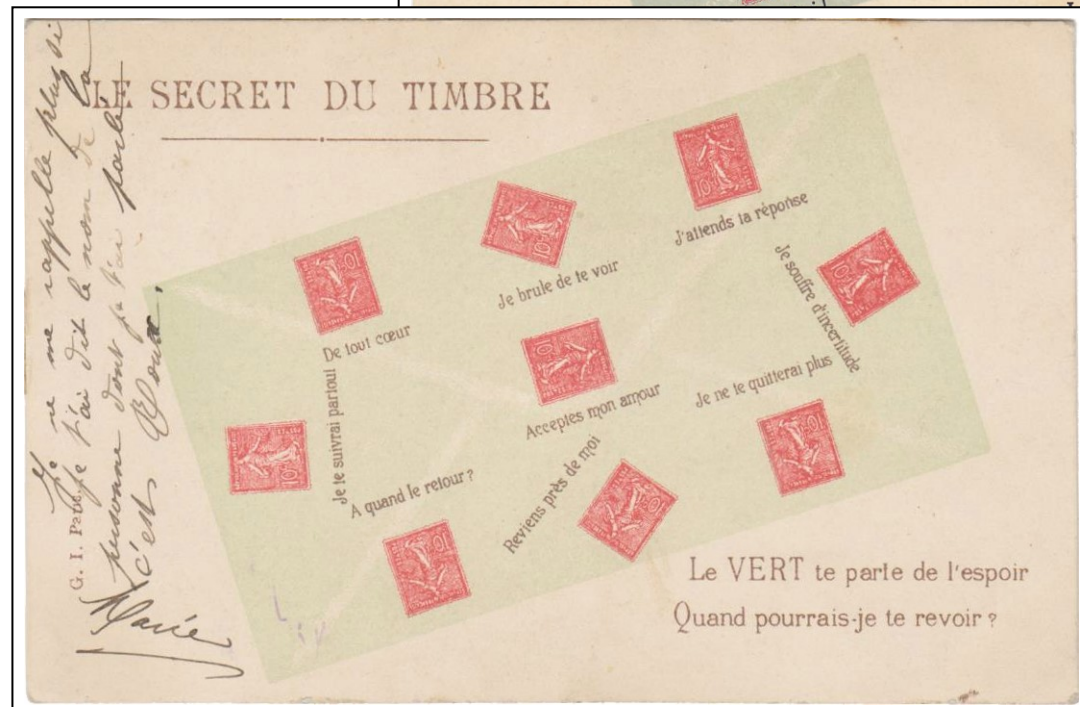 LE SECRET DU TIMBRE
J'attends ta réponse
Je brule de te voir
Je souffre d'incertitude
De tout cœur
Je te suivrai partout
Acceptes mon amour
Je ne te quitterai plus
A quand le retour ?
Reviens près de moi
Le VERT te parle de l'espoir
Quand pourrais-je te revoir ?
G. I. Paris.
Je ne me rappelle plus si
je t'ai dit le nom de la
personne dont je t'ai parlé
c'est
Marie